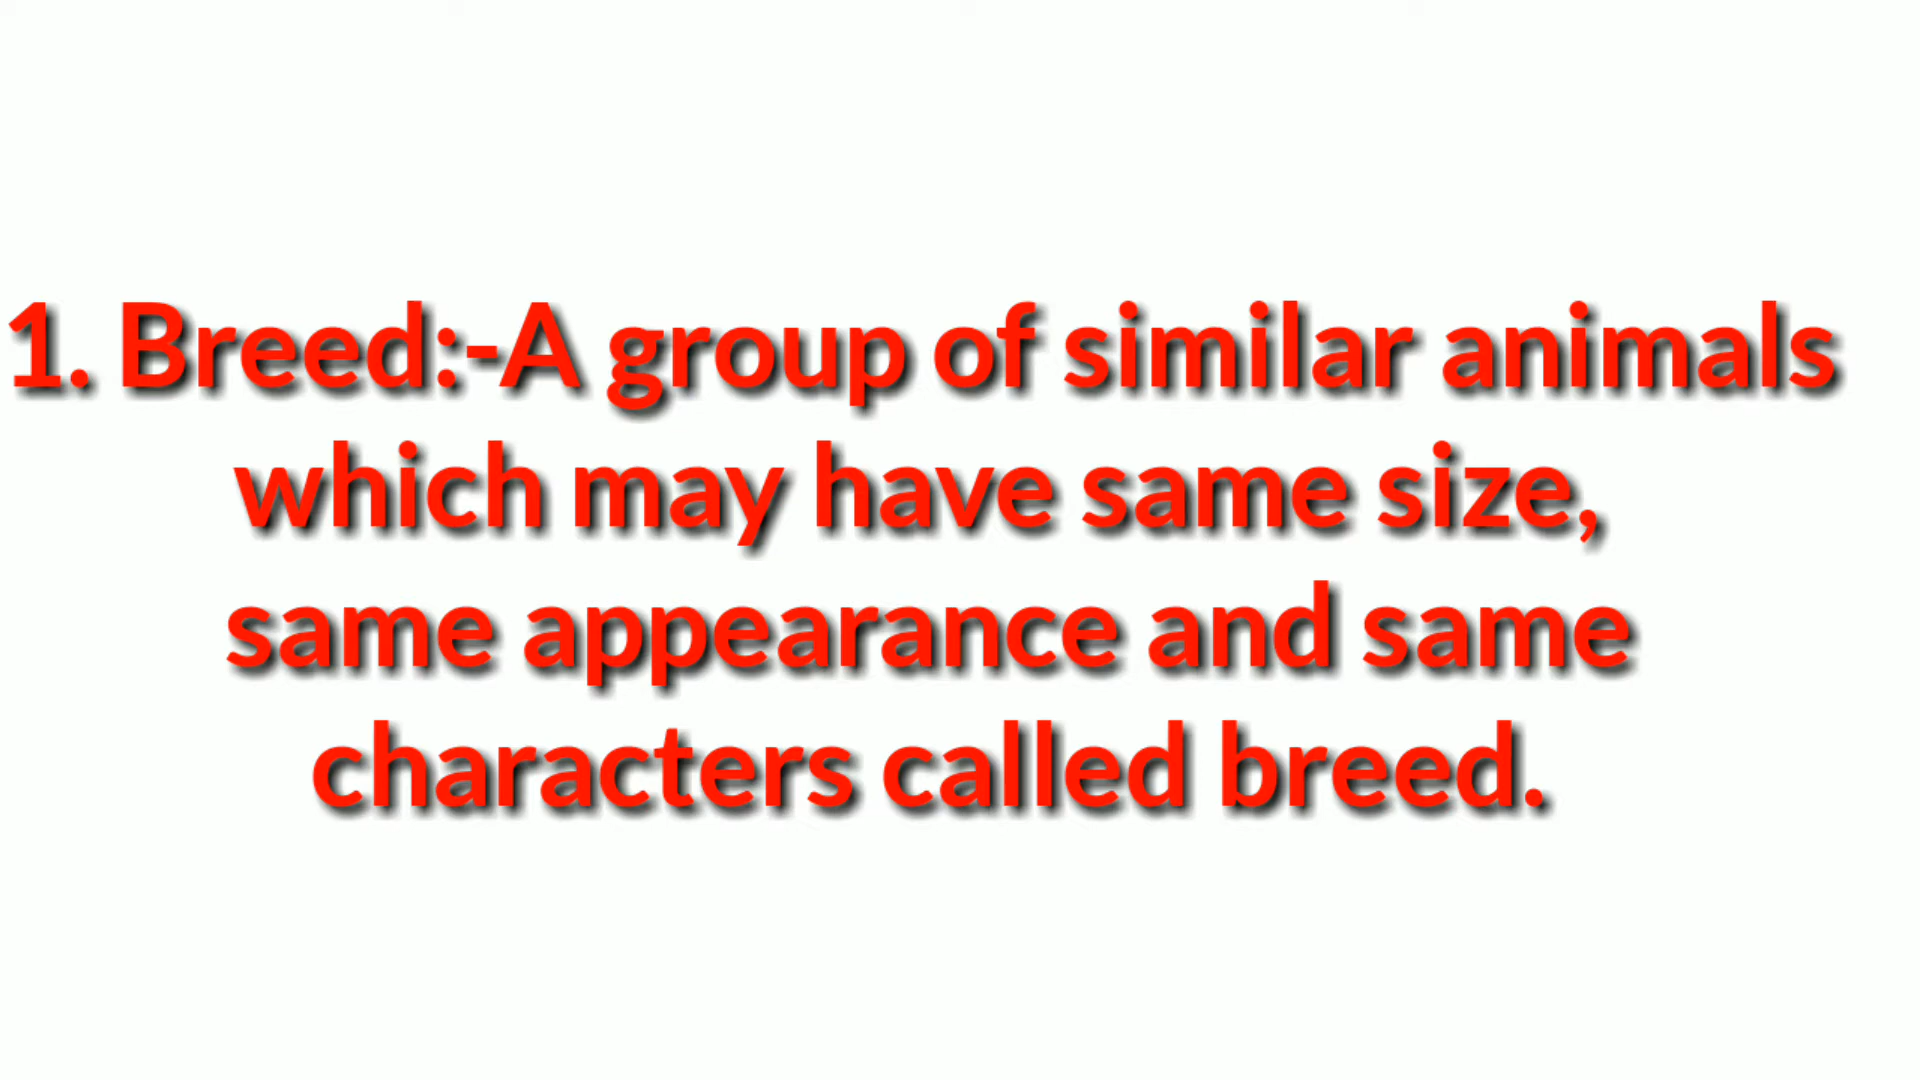 1. Breed:-A group of similar animals
which may have same size,
same appearance and same
characters called breed.